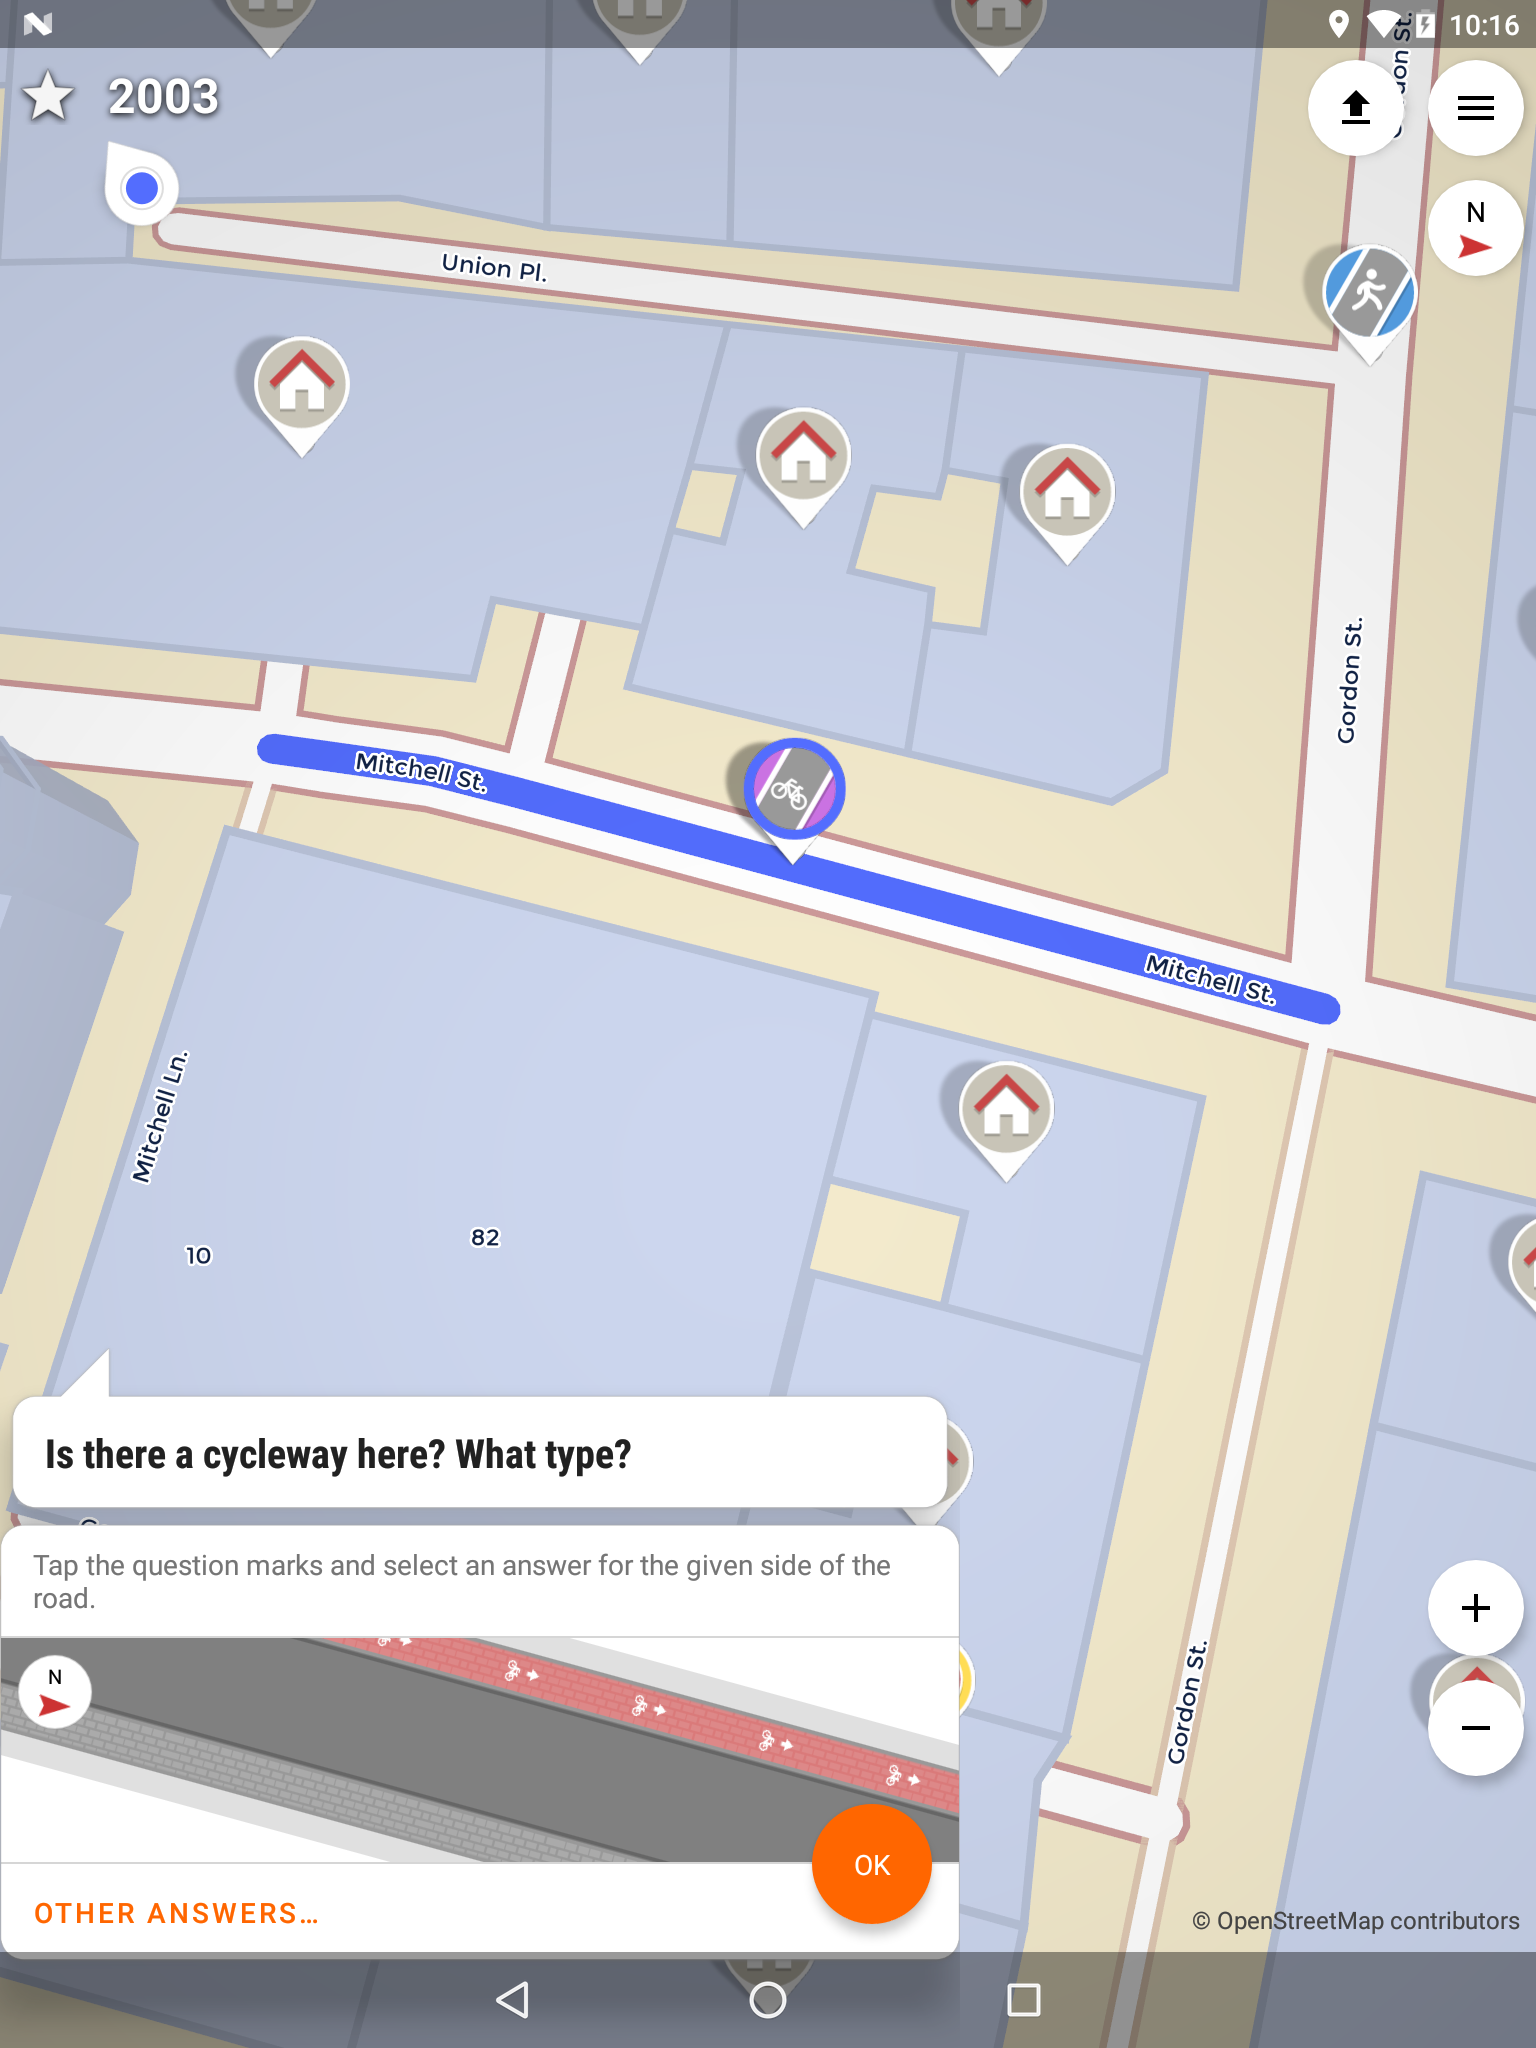 10:16
2003
N
Union Pl.
Gordon St.
Mitchell St.
Mitchell St.
Mitchell Ln.
10
82
Is there a cycleway here? What type?
Tap the question marks and select an answer for the given side of the
road.
N
Gordon St.
OK
OTHER ANSWERS…
© OpenStreetMap contributors